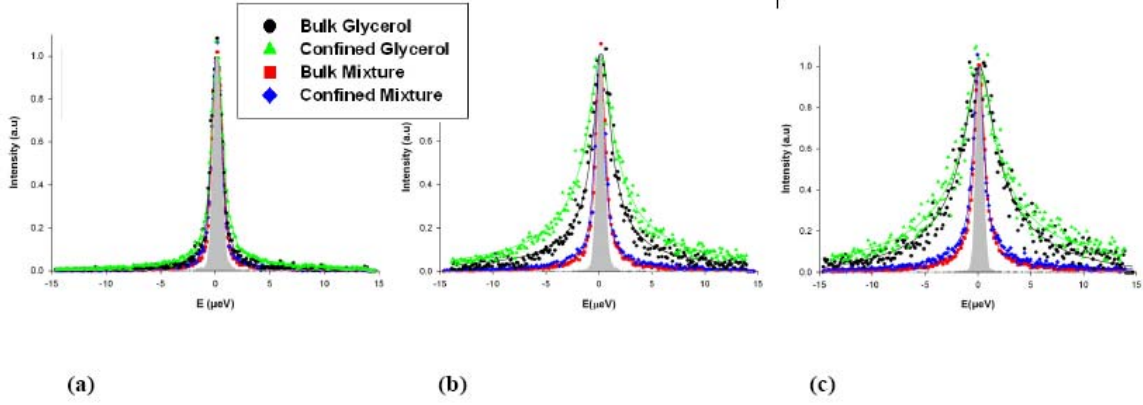 Bulk Glycerol
Confined Glycerol
Bulk Mixture
Confined Mixture
Intensity (a.u)
1.0
0.8
0.6
0.4
0.2
0.0
-15 -10 -5 0 5 10 15
E (µeV)
Intensity (a.u)
0.6
0.4
0.2
0.0
-15 -10 -5 0 5 10 15
E(µeV)
Intensity (a.u)
1.0
0.8
0.6
0.4
0.2
0.0
-15 -10 -5 0 5 10 15
E(µeV)
(a)
(b)
(c)